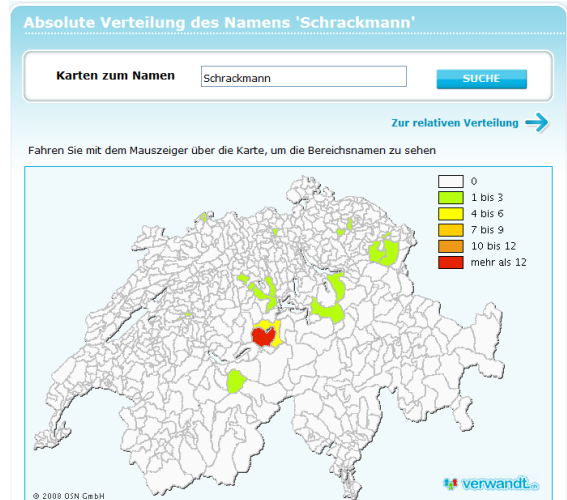 Absolute Verteilung des Namens 'Schrackmann'
Karten zum Namen
Schrackmann
SUCHE
Zur relativen Verteilung
Fahren Sie mit dem Mauszeiger über die Karte, um die Bereichsnamen zu sehen
0
1 bis 3
4 bis 6
7 bis 9
10 bis 12
mehr als 12
© 2008 OSN GmbH
verwandt.ch